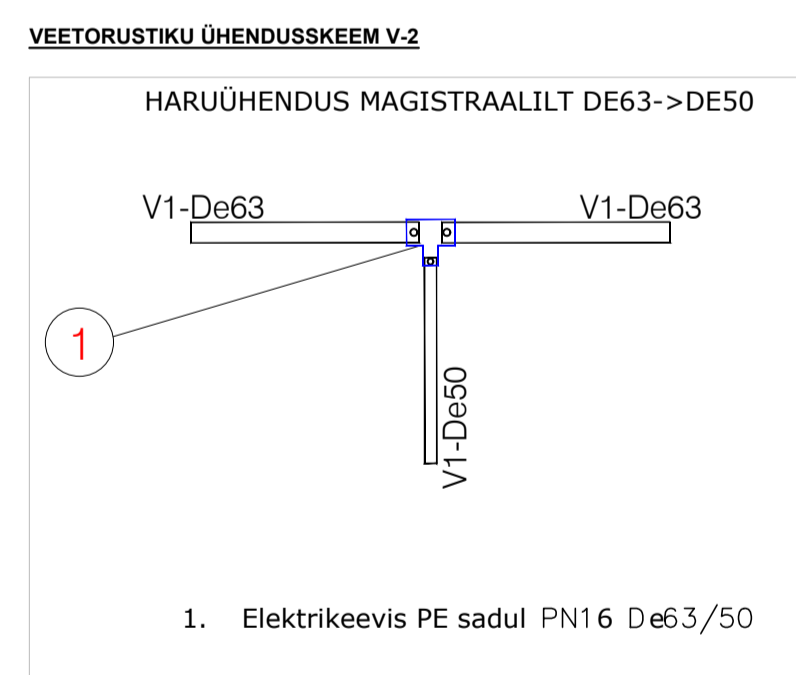 VEETORUSTIKU ÜHENDUSSKEEM V-2
HARUÜHENDUS MAGISTRAALILT DE63->DE50
V1-De63
V1-De63
1
V1-De50
1. Elektrikeevis PE sadul PN16 De63/50